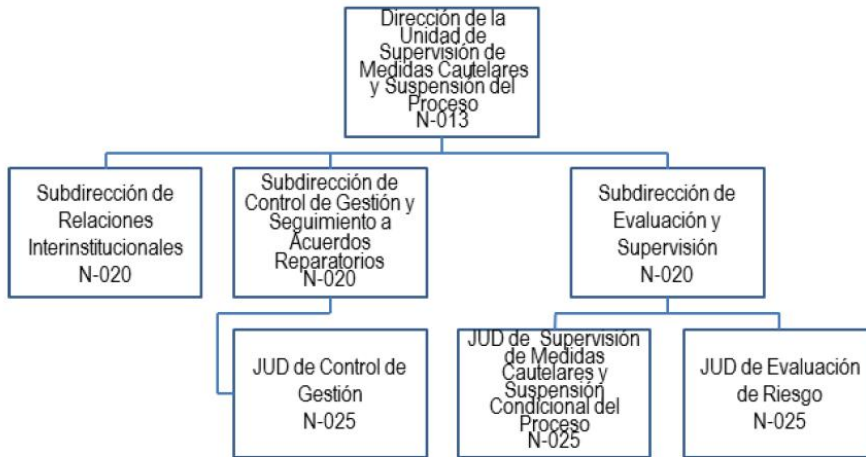 Dirección de la
Unidad de
Supervisión de
Medidas Cautelares
y Suspensión del
Proceso
N-013
Subdirección de
Relaciones
Interinstitucionales
N-020
Subdirección de
Control de Gestión y
Seguimiento a
Acuerdos
Reparatorios
N-020
Subdirección de
Evaluación y
Supervisión
N-020
JUD de Control de
Gestión
N-025
JUD de Supervisión
de Medidas
Cautelares y
Suspensión
Condicional del
Proceso
N-025
JUD de Evaluación
de Riesgo
N-025